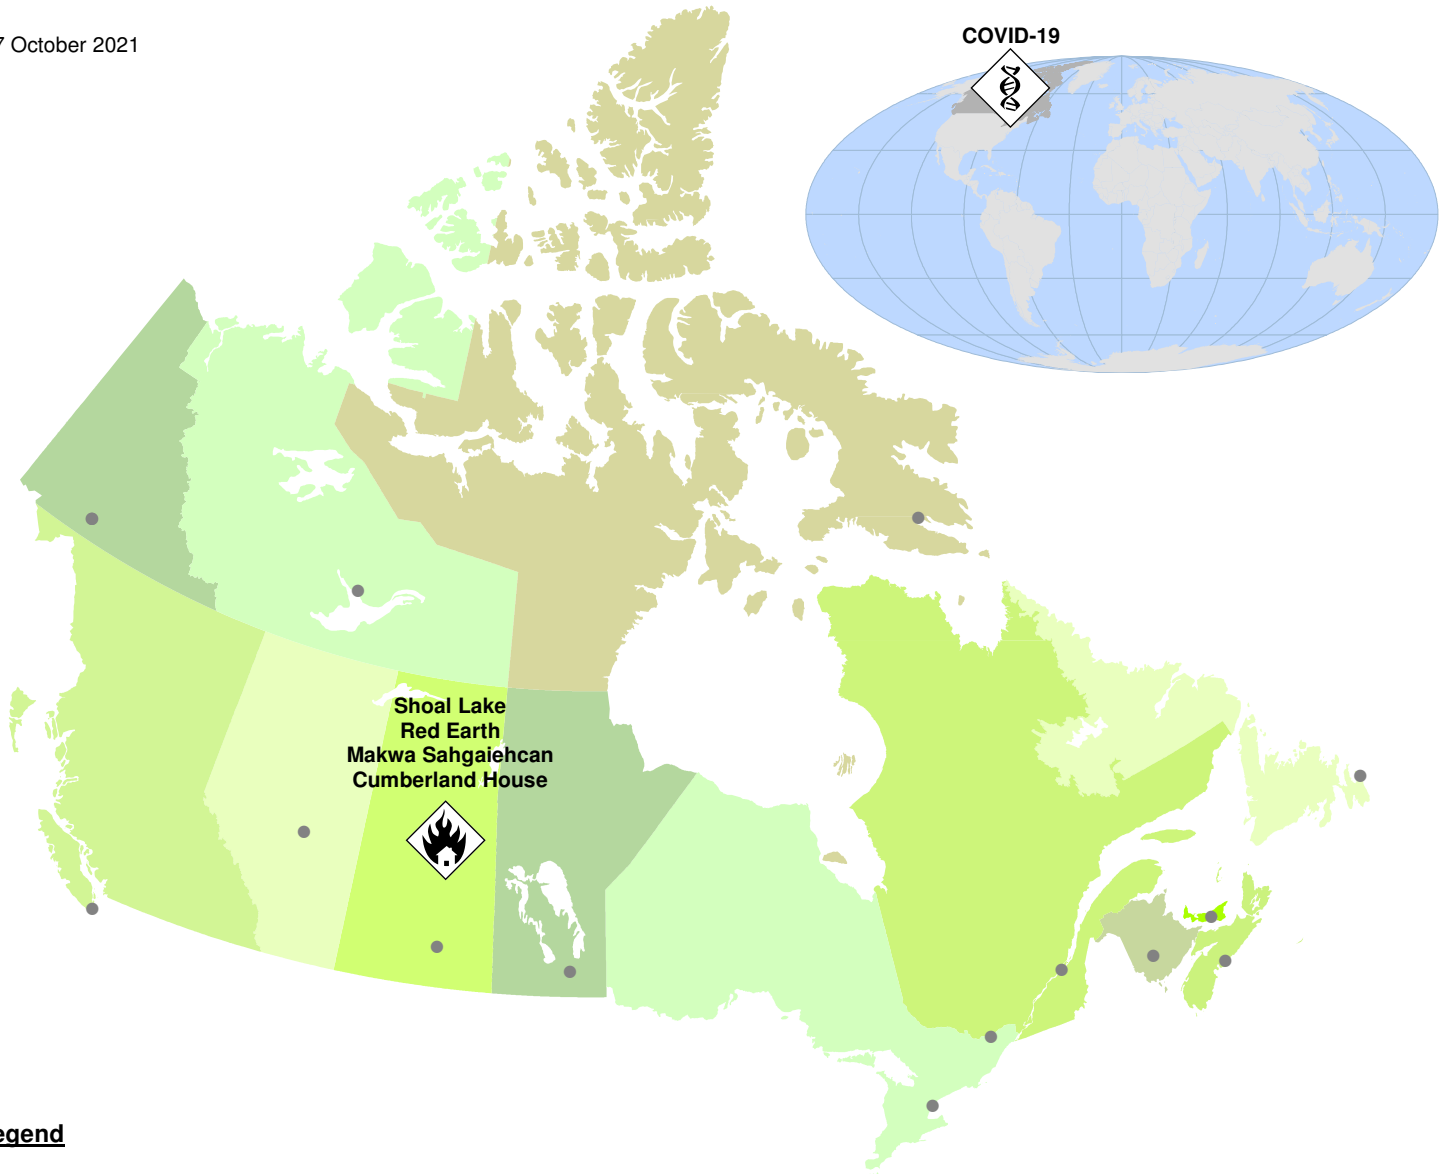 7 October 2021
COVID-19
Shoal Lake
Red Earth
Makwa Sahgaiehcan
Cumberland House
egend